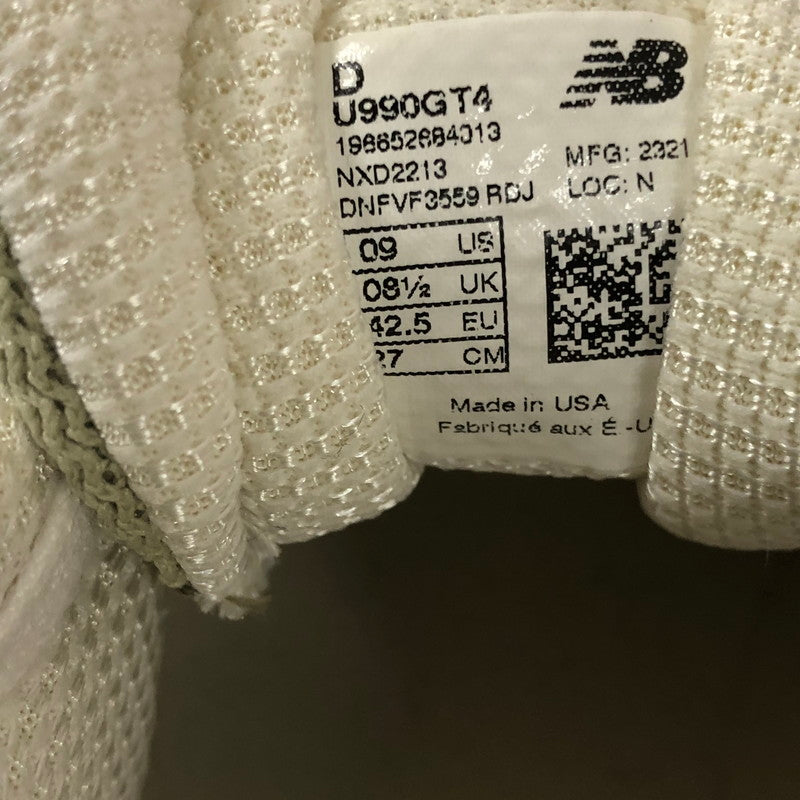 D
NB
U990GT4
196652684013
NXD2213
MFG: 2321
DNFVF3559 RDJ
LOC: N
09 US
08½ UK
42.5 EU
27 CM
Made in USA
Fabriqué aux É -U